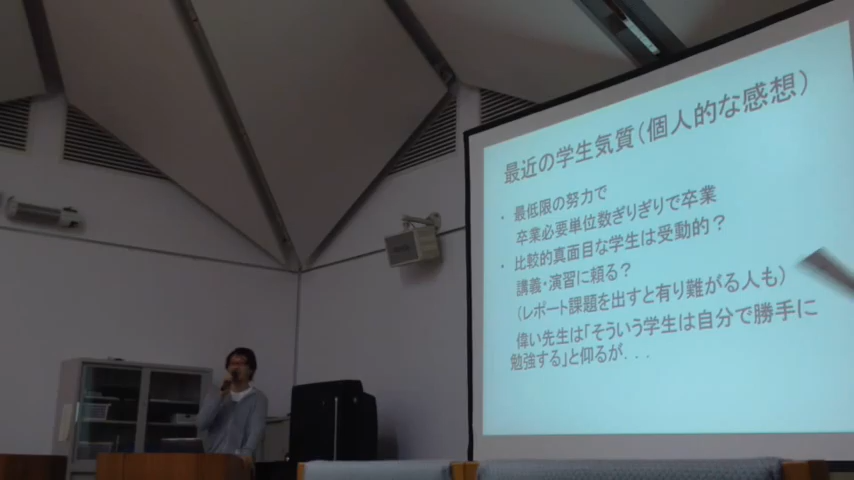 最近の学生気質(個人的な感想)
・ 最低限の努力で
卒業必要単位数ぎりぎりで卒業
・ 比較的真面目な学生は受動的?
講義・演習に頼る?
(レポート課題を出すと有り難がる人も)
偉い先生は「そういう学生は自分で勝手に
勉強する」と仰るが...